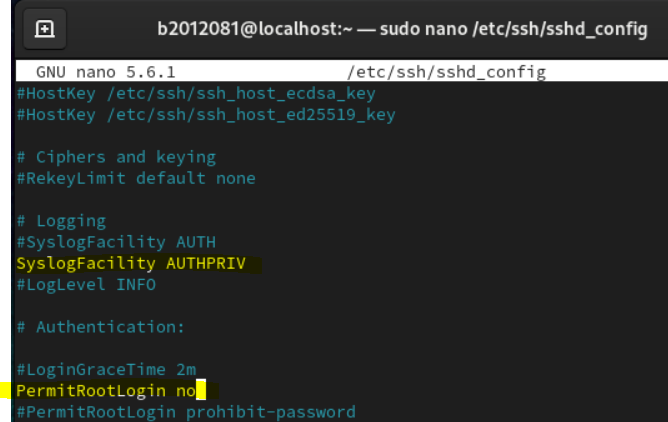 b2012081@localhost:~ — sudo nano /etc/ssh/sshd_config
GNU nano 5.6.1 /etc/ssh/sshd_config
#HostKey /etc/ssh/ssh_host_ecdsa_key
#HostKey /etc/ssh/ssh_host_ed25519_key
# Ciphers and keying
#RekeyLimit default none
# Logging
#SyslogFacility AUTH
SyslogFacility AUTHPRIV
#LogLevel INFO
# Authentication:
#LoginGraceTime 2m
PermitRootLogin no
#PermitRootLogin prohibit-password